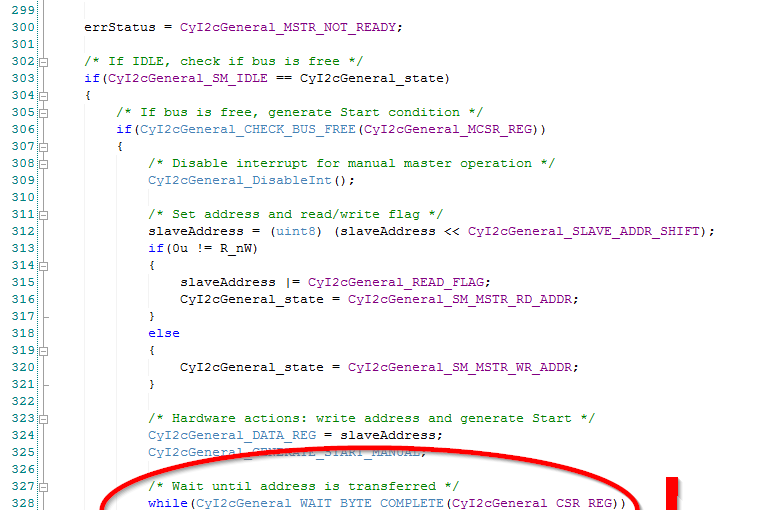 299
300 errStatus = CyI2cGeneral_MSTR_NOT_READY;
301
302 /* If IDLE, check if bus is free */
303 if(CyI2cGeneral_SM_IDLE == CyI2cGeneral_state)
304 {
305 /* If bus is free, generate Start condition */
306 if(CyI2cGeneral_CHECK_BUS_FREE(CyI2cGeneral_MCSR_REG))
307 {
308 /* Disable interrupt for manual master operation */
309 CyI2cGeneral_DisableInt();
310
311 /* Set address and read/write flag */
312 slaveAddress = (uint8) (slaveAddress << CyI2cGeneral_SLAVE_ADDR_SHIFT);
313 if(0u != R_nW)
314 {
315 slaveAddress |= CyI2cGeneral_READ_FLAG;
316 CyI2cGeneral_state = CyI2cGeneral_SM_MSTR_RD_ADDR;
317 }
318 else
319 {
320 CyI2cGeneral_state = CyI2cGeneral_SM_MSTR_WR_ADDR;
321 }
322
323 /* Hardware actions: write address and generate Start */
324 CyI2cGeneral_DATA_REG = slaveAddress;
325 CyI2cGeneral_GENERATE_START_MANUAL;
326
327 /* Wait until address is transferred */
328 while(CyI2cGeneral_WAIT_BYTE_COMPLETE(CyI2cGeneral_CSR_REG))